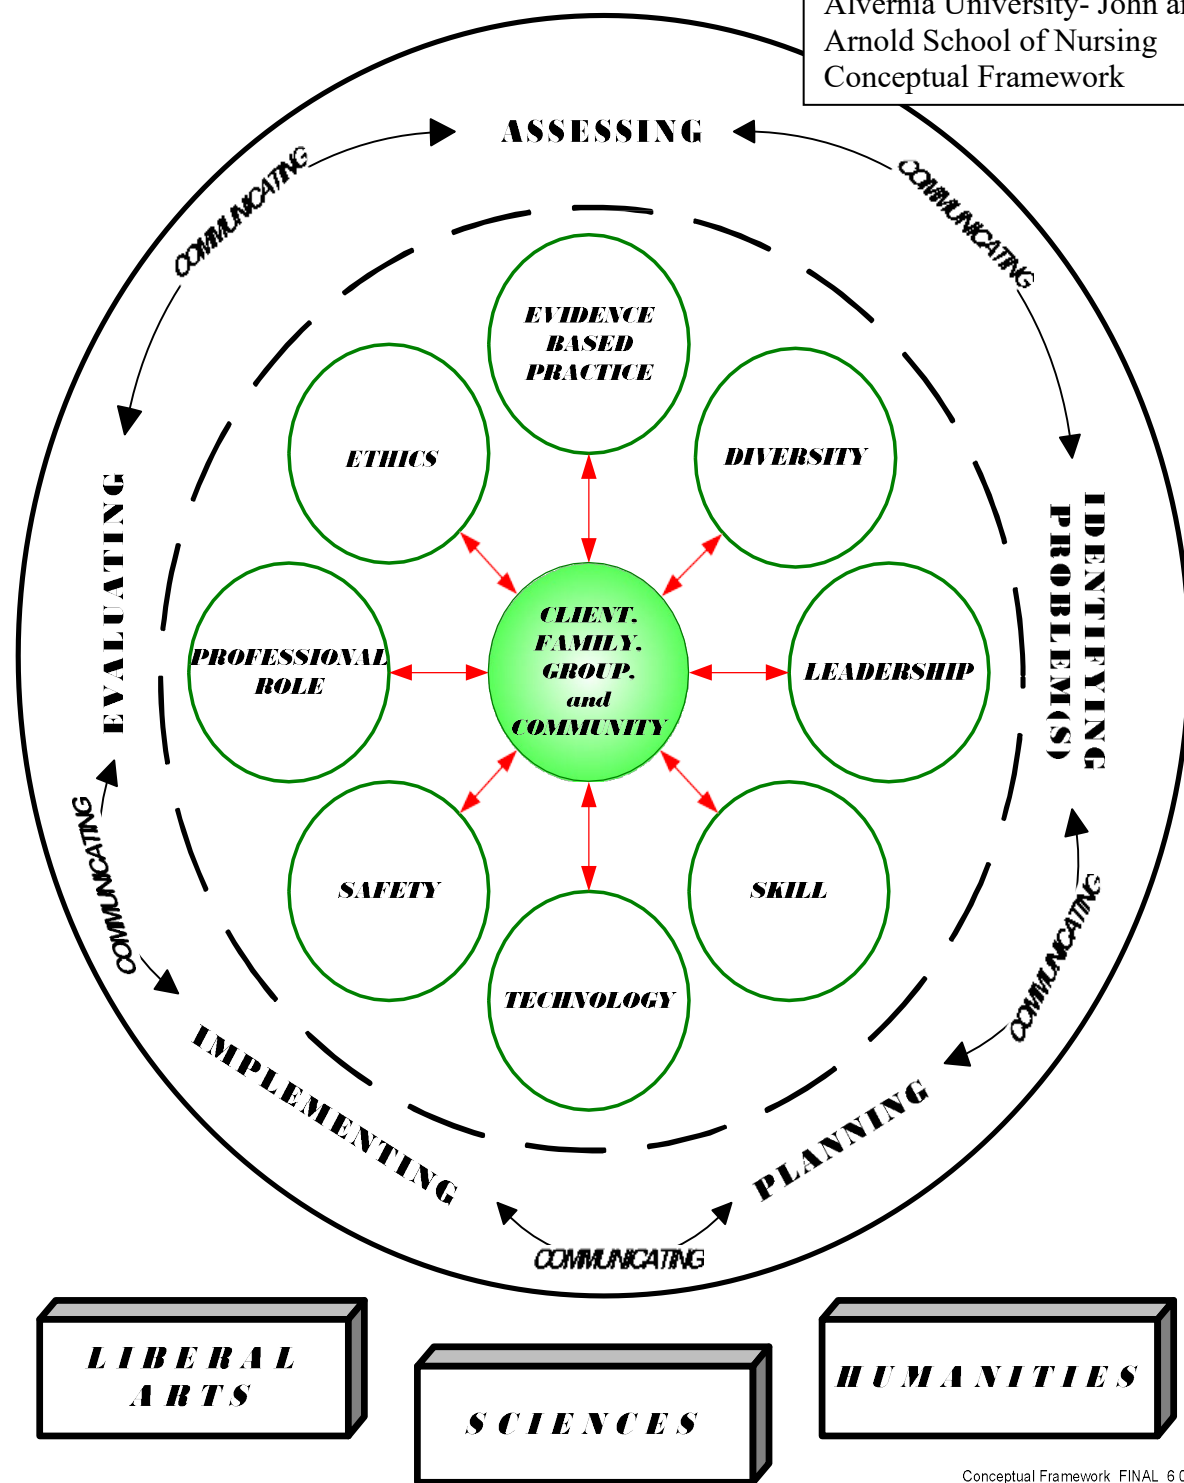 Alvernia University- John
Arnold School of Nursing
Conceptual Framework
ASSESSING
COMMUNICATING
COMMUNICATING
EVIDENCE
BASED
PRACTICE
ETHICS
DIVERSITY
EVALUATING
IDENTIFYING
PROBLEM(S)
CLIENT,
FAMILY,
GROUP,
and
COMMUNITY
PROFESSIONAL
ROLE
LEADERSHIP
COMMUNICATING
COMMUNICATING
SAFETY
SKILL
TECHNOLOGY
IMPLEMENTING
PLANNING
COMMUNICATING
LIBERAL
ARTS
SCIENCES
HUMANITIES
Conceptual Framework FINAL 6